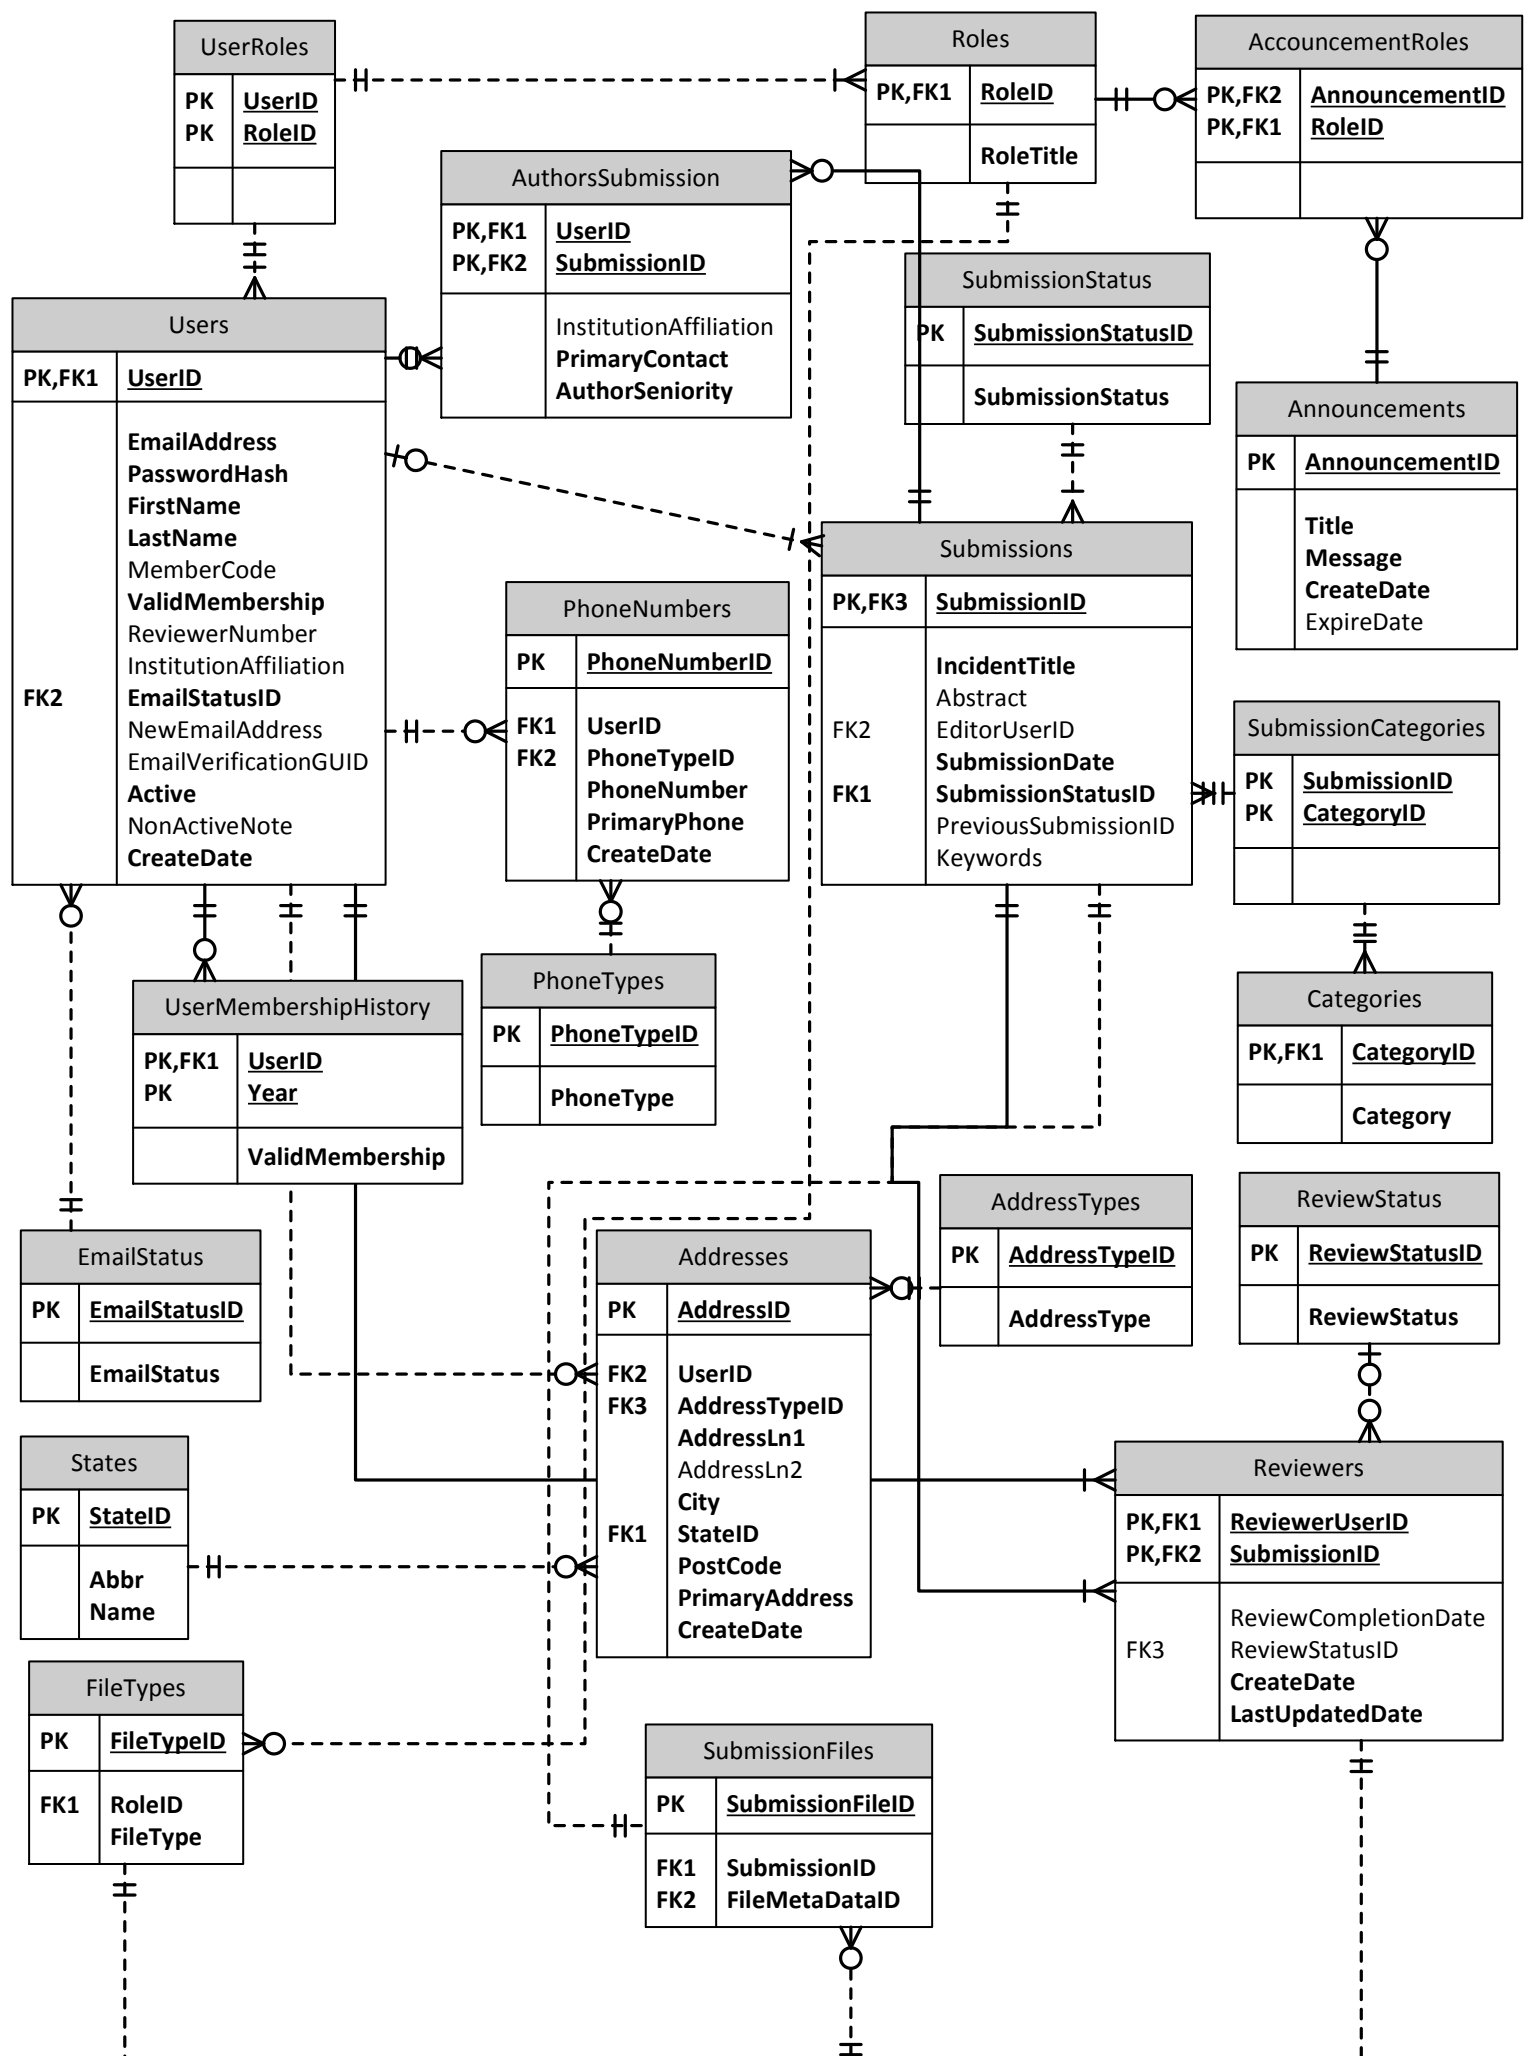 UserRoles
PK UserID
PK RoleID
Roles
PK,FK1 RoleID
RoleTitle
AccouncementRoles
PK,FK2 AnnouncementID
PK,FK1 RoleID
AuthorsSubmission
PK,FK1 UserID
PK,FK2 SubmissionID
InstitutionAffiliation
PrimaryContact
AuthorSeniority
SubmissionStatus
PK SubmissionStatusID
SubmissionStatus
Users
PK,FK1 UserID
EmailAddress
PasswordHash
FirstName
LastName
MemberCode
ValidMembership
ReviewerNumber
InstitutionAffiliation
FK2 EmailStatusID
NewEmailAddress
EmailVerificationGUID
Active
NonActiveNote
CreateDate
Announcements
PK AnnouncementID
Title
Message
CreateDate
ExpireDate
Submissions
PK,FK3 SubmissionID
IncidentTitle
Abstract
FK2 EditorUserID
SubmissionDate
FK1 SubmissionStatusID
PreviousSubmissionID
Keywords
PhoneNumbers
PK PhoneNumberID
FK1 UserID
FK2 PhoneTypeID
PhoneNumber
PrimaryPhone
CreateDate
SubmissionCategories
PK SubmissionID
PK CategoryID
PhoneTypes
PK PhoneTypeID
PhoneType
Categories
PK,FK1 CategoryID
Category
UserMembershipHistory
PK,FK1 UserID
PK Year
ValidMembership
AddressTypes
PK AddressTypeID
AddressType
ReviewStatus
PK ReviewStatusID
ReviewStatus
EmailStatus
PK EmailStatusID
EmailStatus
Addresses
PK AddressID
FK2 UserID
FK3 AddressTypeID
AddressLn1
AddressLn2
City
FK1 StateID
PostCode
PrimaryAddress
CreateDate
States
PK StateID
Abbr
Name
Reviewers
PK,FK1 ReviewerUserID
PK,FK2 SubmissionID
ReviewCompletionDate
FK3 ReviewStatusID
CreateDate
LastUpdatedDate
FileTypes
PK FileTypeID
FK1 RoleID
FileType
SubmissionFiles
PK SubmissionFileID
FK1 SubmissionID
FK2 FileMetaDataID